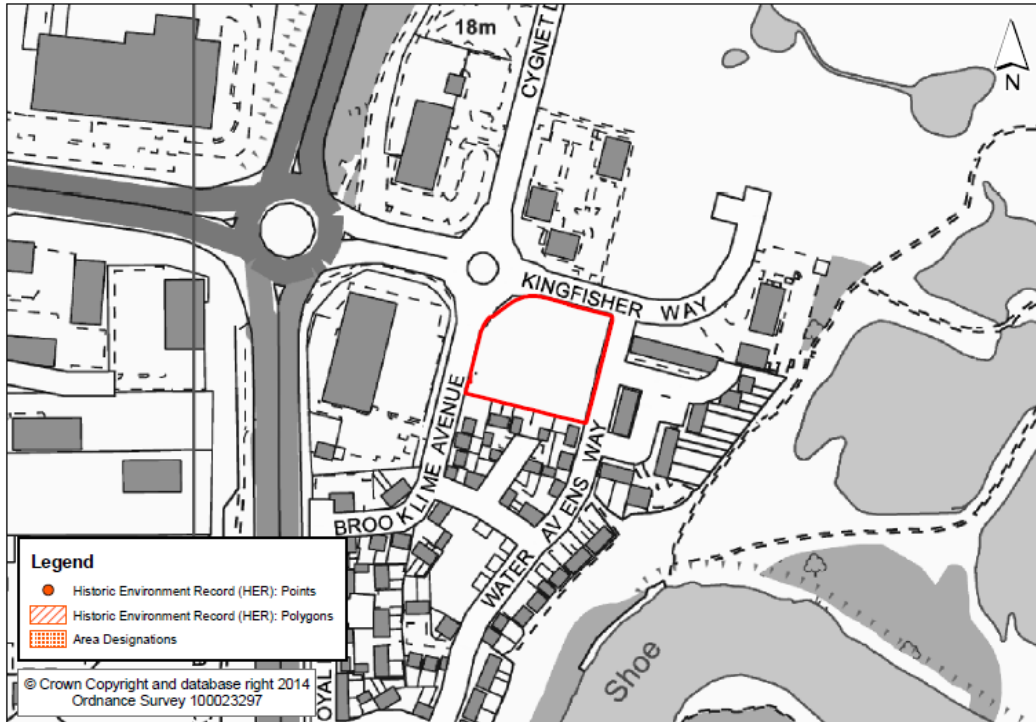 18m
CYGNET
N
KINGFISHER WAY
BROOKLIME AVENUE
WATER AVENS WAY
Shoe
OYAL
Legend
Historic Environment Record (HER): Points
Historic Environment Record (HER): Polygons
Area Designations
© Crown Copyright and database right 2014
Ordnance Survey 100023297